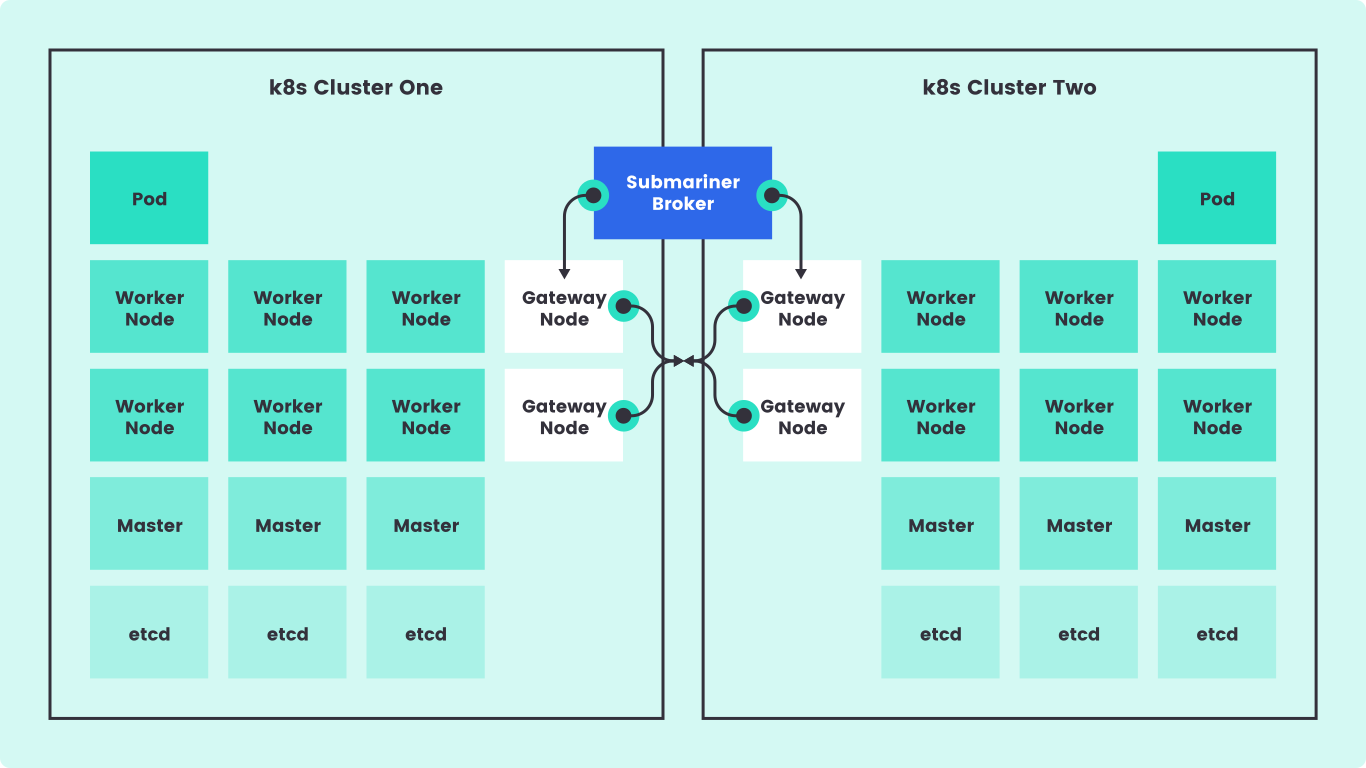 k8s Cluster One
k8s Cluster Two
Submariner
Broker
Pod
Pod
Worker
Node
Worker
Node
Worker
Node
Gateway
Node
Gateway
Node
Worker
Node
Worker
Node
Worker
Node
Worker
Node
Worker
Node
Worker
Node
Gateway
Node
Gateway
Node
Worker
Node
Worker
Node
Worker
Node
Master
Master
Master
Master
Master
Master
etcd
etcd
etcd
etcd
etcd
etcd